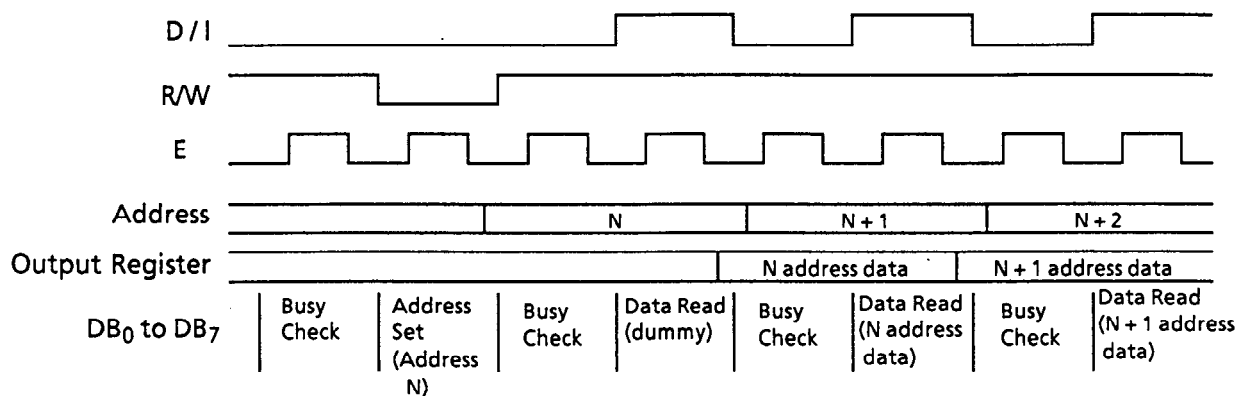 D / I
R/W
E
Address
N
N + 1
N + 2
Output Register
N address data
N + 1 address data
DB0 to DB7
Busy
Check
Address
Set
(Address
N)
Busy
Check
Data Read
(dummy)
Busy
Check
Data Read
(N address
data)
Busy
Check
Data Read
(N + 1 address
data)